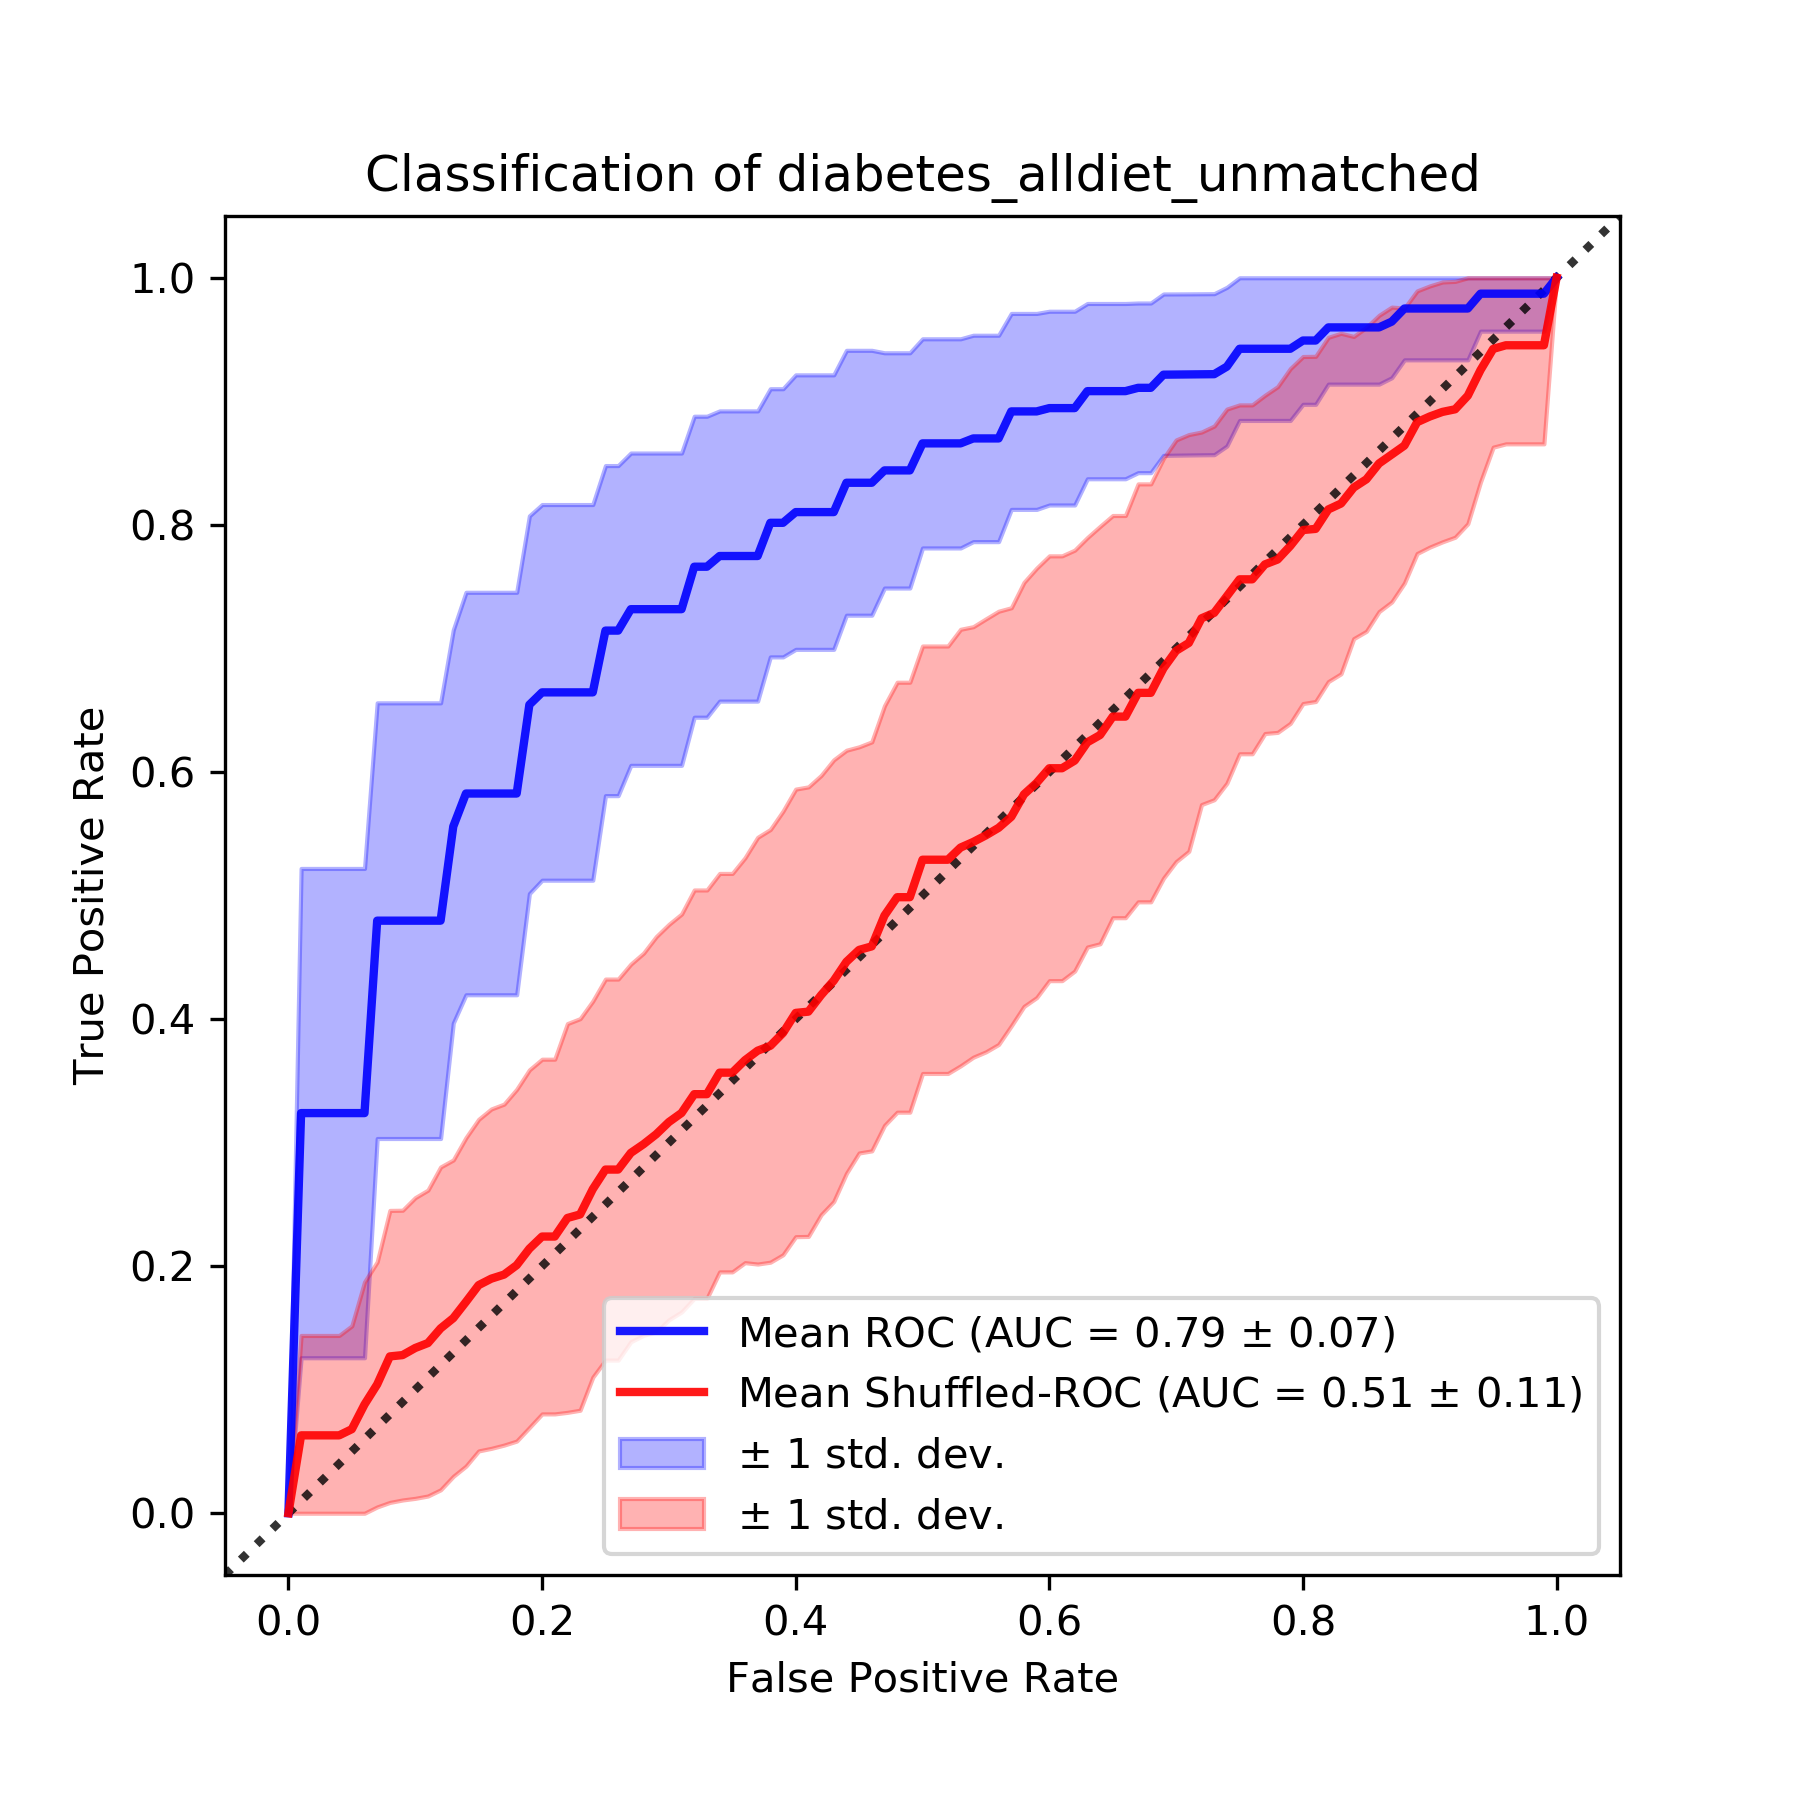 Classification of diabetes_alldiet_unmatched
1.0
0.8
0.6
0.4
0.2
0.0
True Positive Rate
Mean ROC (AUC = 0.79 ± 0.07)
Mean Shuffled-ROC (AUC = 0.51 ± 0.11)
± 1 std. dev.
± 1 std. dev.
0.0 0.2 0.4 0.6 0.8 1.0
False Positive Rate